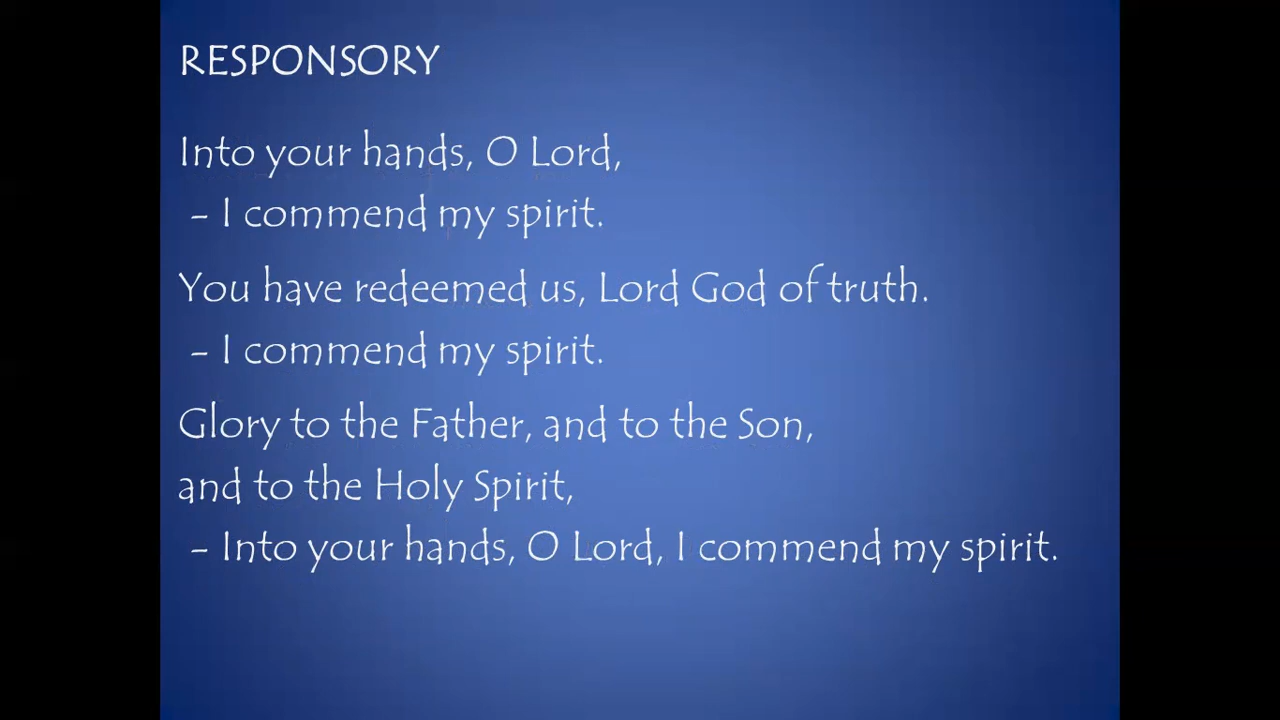 RESPONSORY
Into your hands, O Lord,
- I commend my spirit.
You have redeemed us, Lord God of truth.
- I commend my spirit.
Glory to the Father, and to the Son,
and to the Holy Spirit,
- Into your hands, O Lord, I commend my spirit.